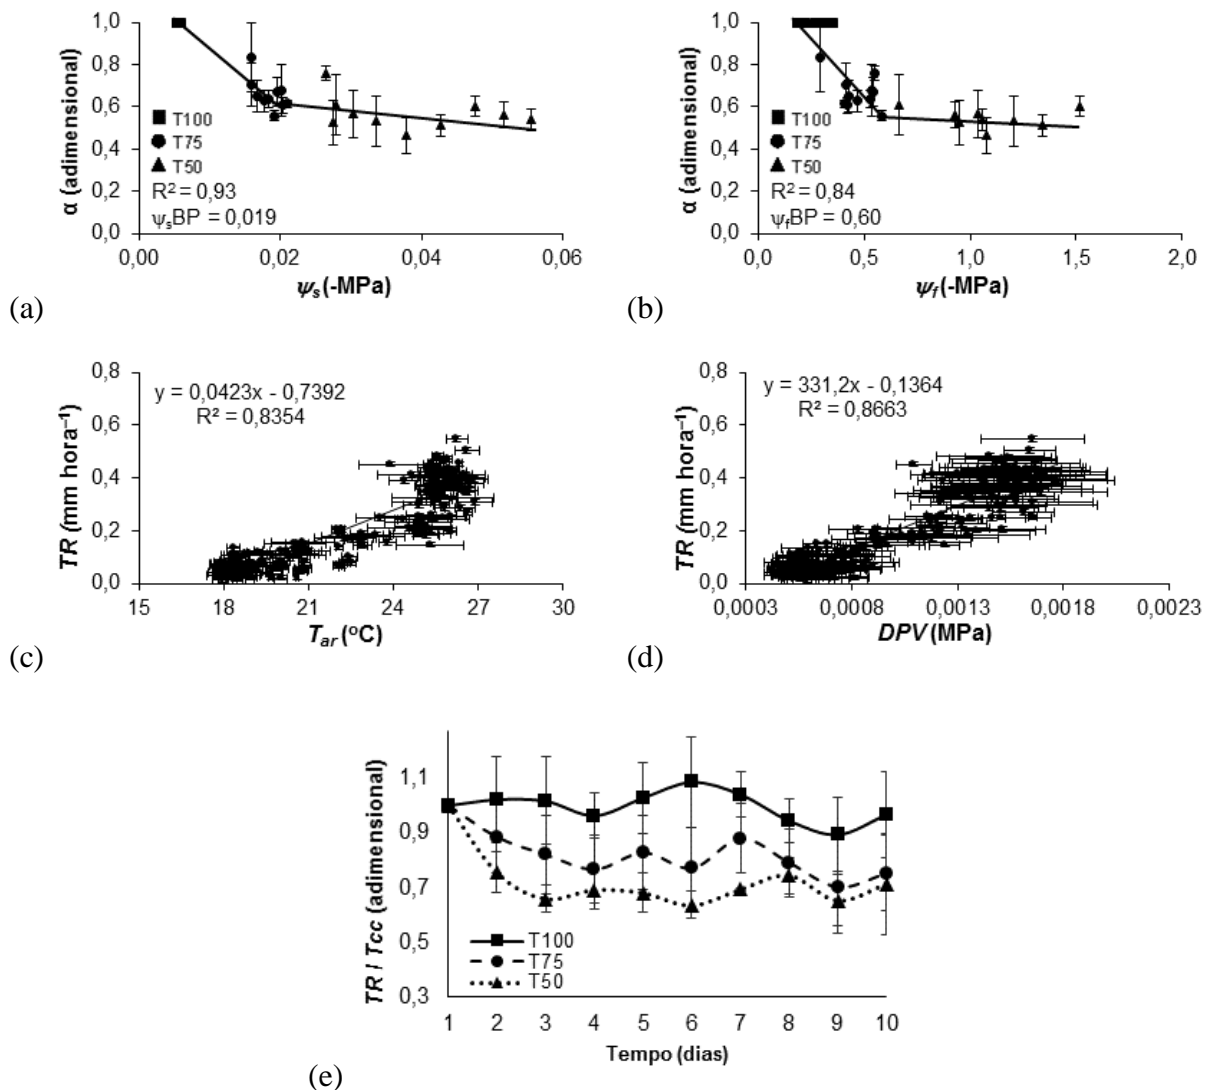 1,0
0,8
0,6
0,4
0,2
0,0
α (adimensional)
T100
T75
T50
R² = 0,93
ψsBP = 0,019
0,00 0,02 0,04 0,06
ψs (-MPa)
(a)
1,0
0,8
0,6
0,4
0,2
0,0
α (adimensional)
T100
T75
T50
R² = 0,84
ψfBP = 0,60
0,0 0,5 1,0 1,5 2,0
ψf (-MPa)
(b)
0,8
0,6
0,4
0,2
0,0
TR (mm hora⁻¹)
y = 0,0423x - 0,7392
R² = 0,8354
15 18 21 24 27 30
Tar (°C)
(c)
0,8
0,6
0,4
0,2
0,0
TR (mm hora⁻¹)
y = 331,2x - 0,1364
R² = 0,8663
0,0003 0,0008 0,0013 0,0018 0,0023
DPV (MPa)
(d)
1,1
0,9
0,7
0,5
0,3
TR / Tcc (adimensional)
T100
T75
T50
1 2 3 4 5 6 7 8 9 10
Tempo (dias)
(e)